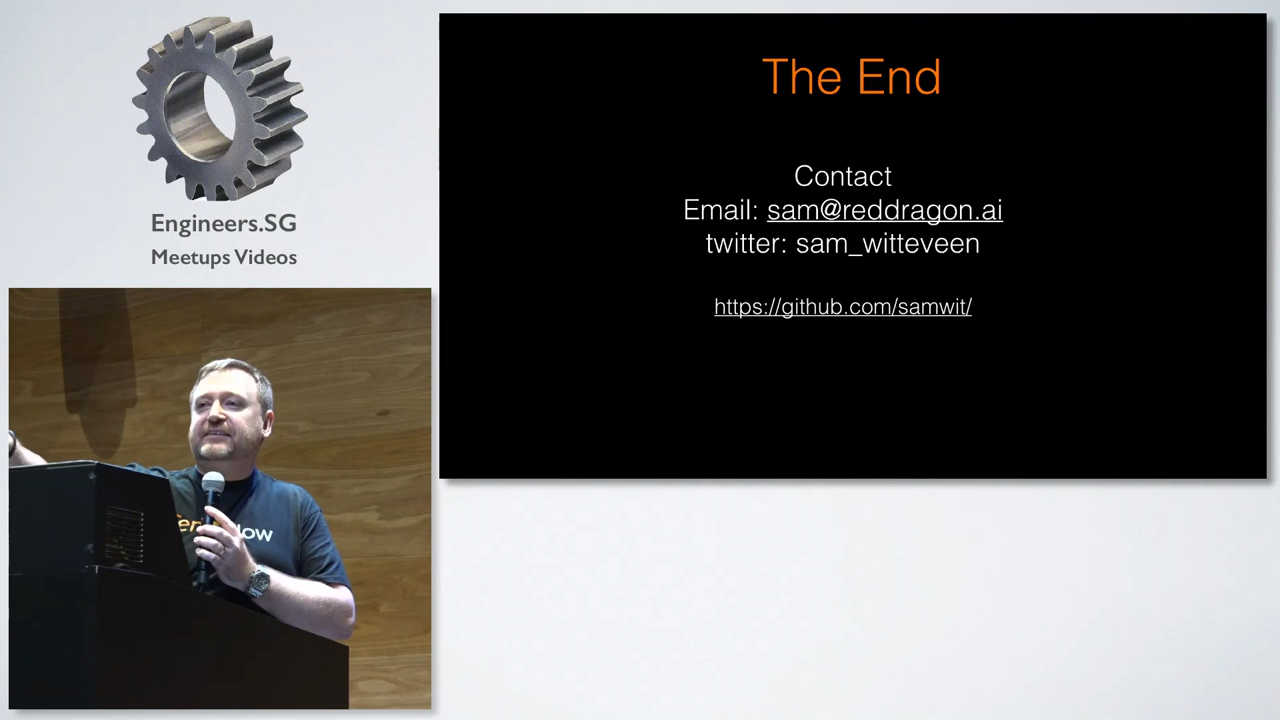 Engineers.SG
Meetups Videos
The End
Contact
Email: sam@reddragon.ai
twitter: sam_witteveen
https://github.com/samwit/